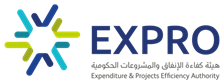 EXPRO
هيئة كفاءة الإنفاق والمشروعات الحكومية
Expenditure & Projects Efficiency Authority